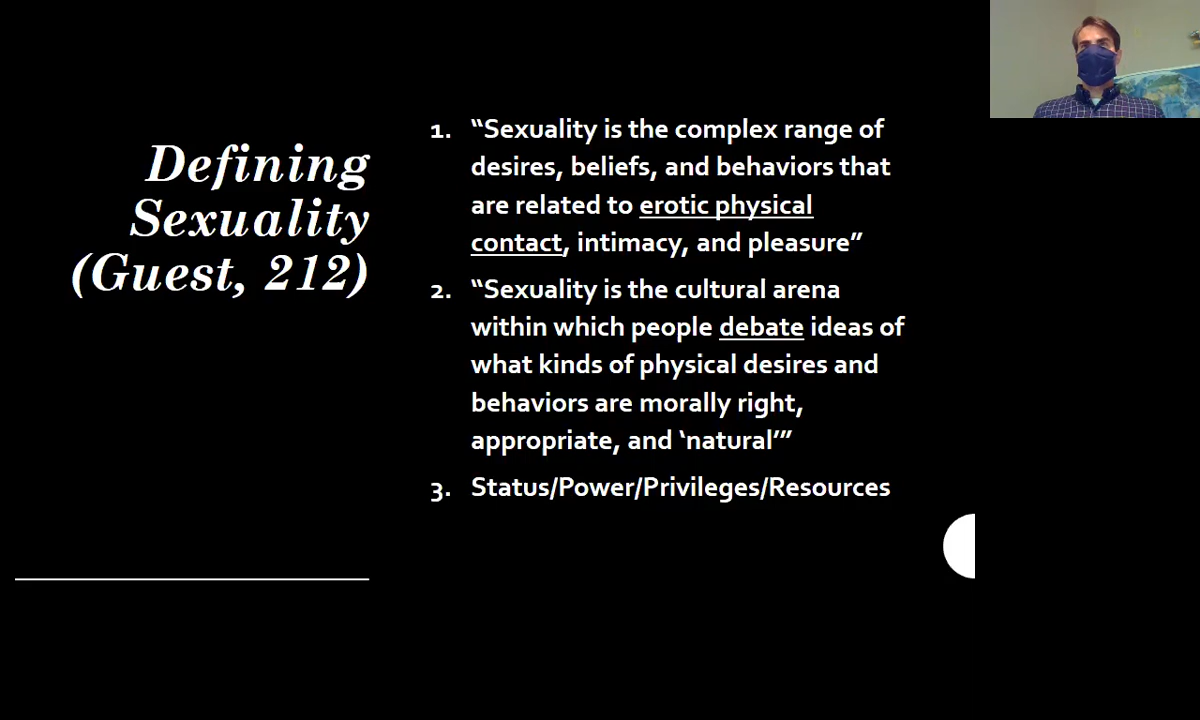 Defining
Sexuality
(Guest, 212)
1. “Sexuality is the complex range of
desires, beliefs, and behaviors that
are related to erotic physical
contact, intimacy, and pleasure”
2. “Sexuality is the cultural arena
within which people debate ideas of
what kinds of physical desires and
behaviors are morally right,
appropriate, and ‘natural’”
3. Status/Power/Privileges/Resources